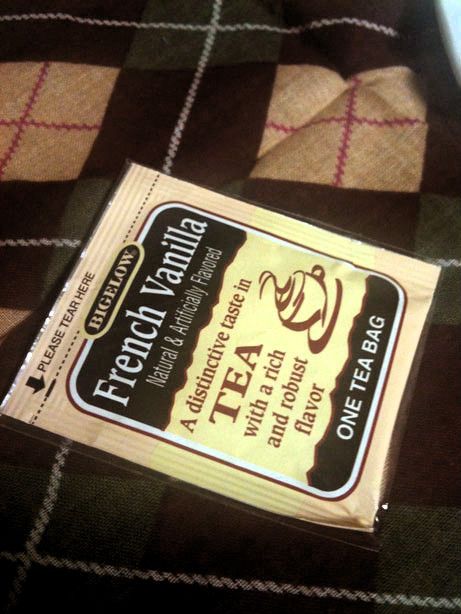 PLEASE TEAR HERE
BIGELOW
French Vanilla
Natural & Artificially Flavored
A distinctive taste in
TEA
with a rich
and robust
flavor
ONE TEA BAG